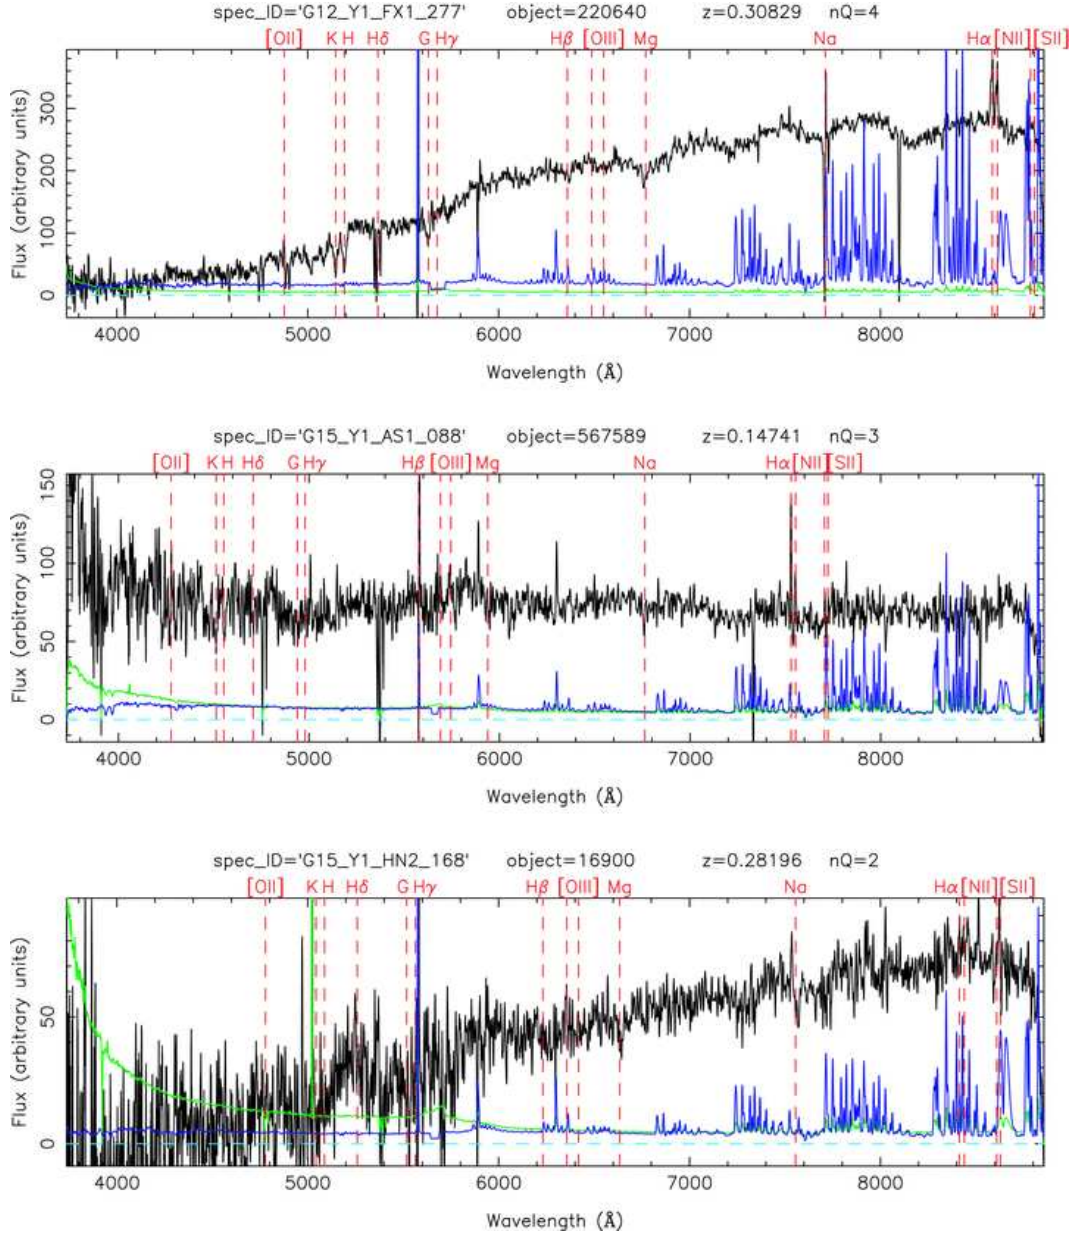 spec_ID='G12_Y1_FX1_277' object=220640 z=0.30829 nQ=4
[OII] K H Hδ G Hγ Hβ [OIII] Mg Na Hα [NII] [SII]
Flux (arbitrary units)
300
200
100
0
4000 5000 6000 7000 8000
Wavelength (Å)
spec_ID='G15_Y1_AS1_088' object=567589 z=0.14741 nQ=3
[OII] K H Hδ G Hγ Hβ [OIII] Mg Na Hα [NII] [SII]
Flux (arbitrary units)
150
100
50
0
4000 5000 6000 7000 8000
Wavelength (Å)
spec_ID='G15_Y1_HN2_168' object=16900 z=0.28196 nQ=2
[OII] K H Hδ G Hγ Hβ [OIII] Mg Na Hα [NII] [SII]
Flux (arbitrary units)
50
0
4000 5000 6000 7000 8000
Wavelength (Å)